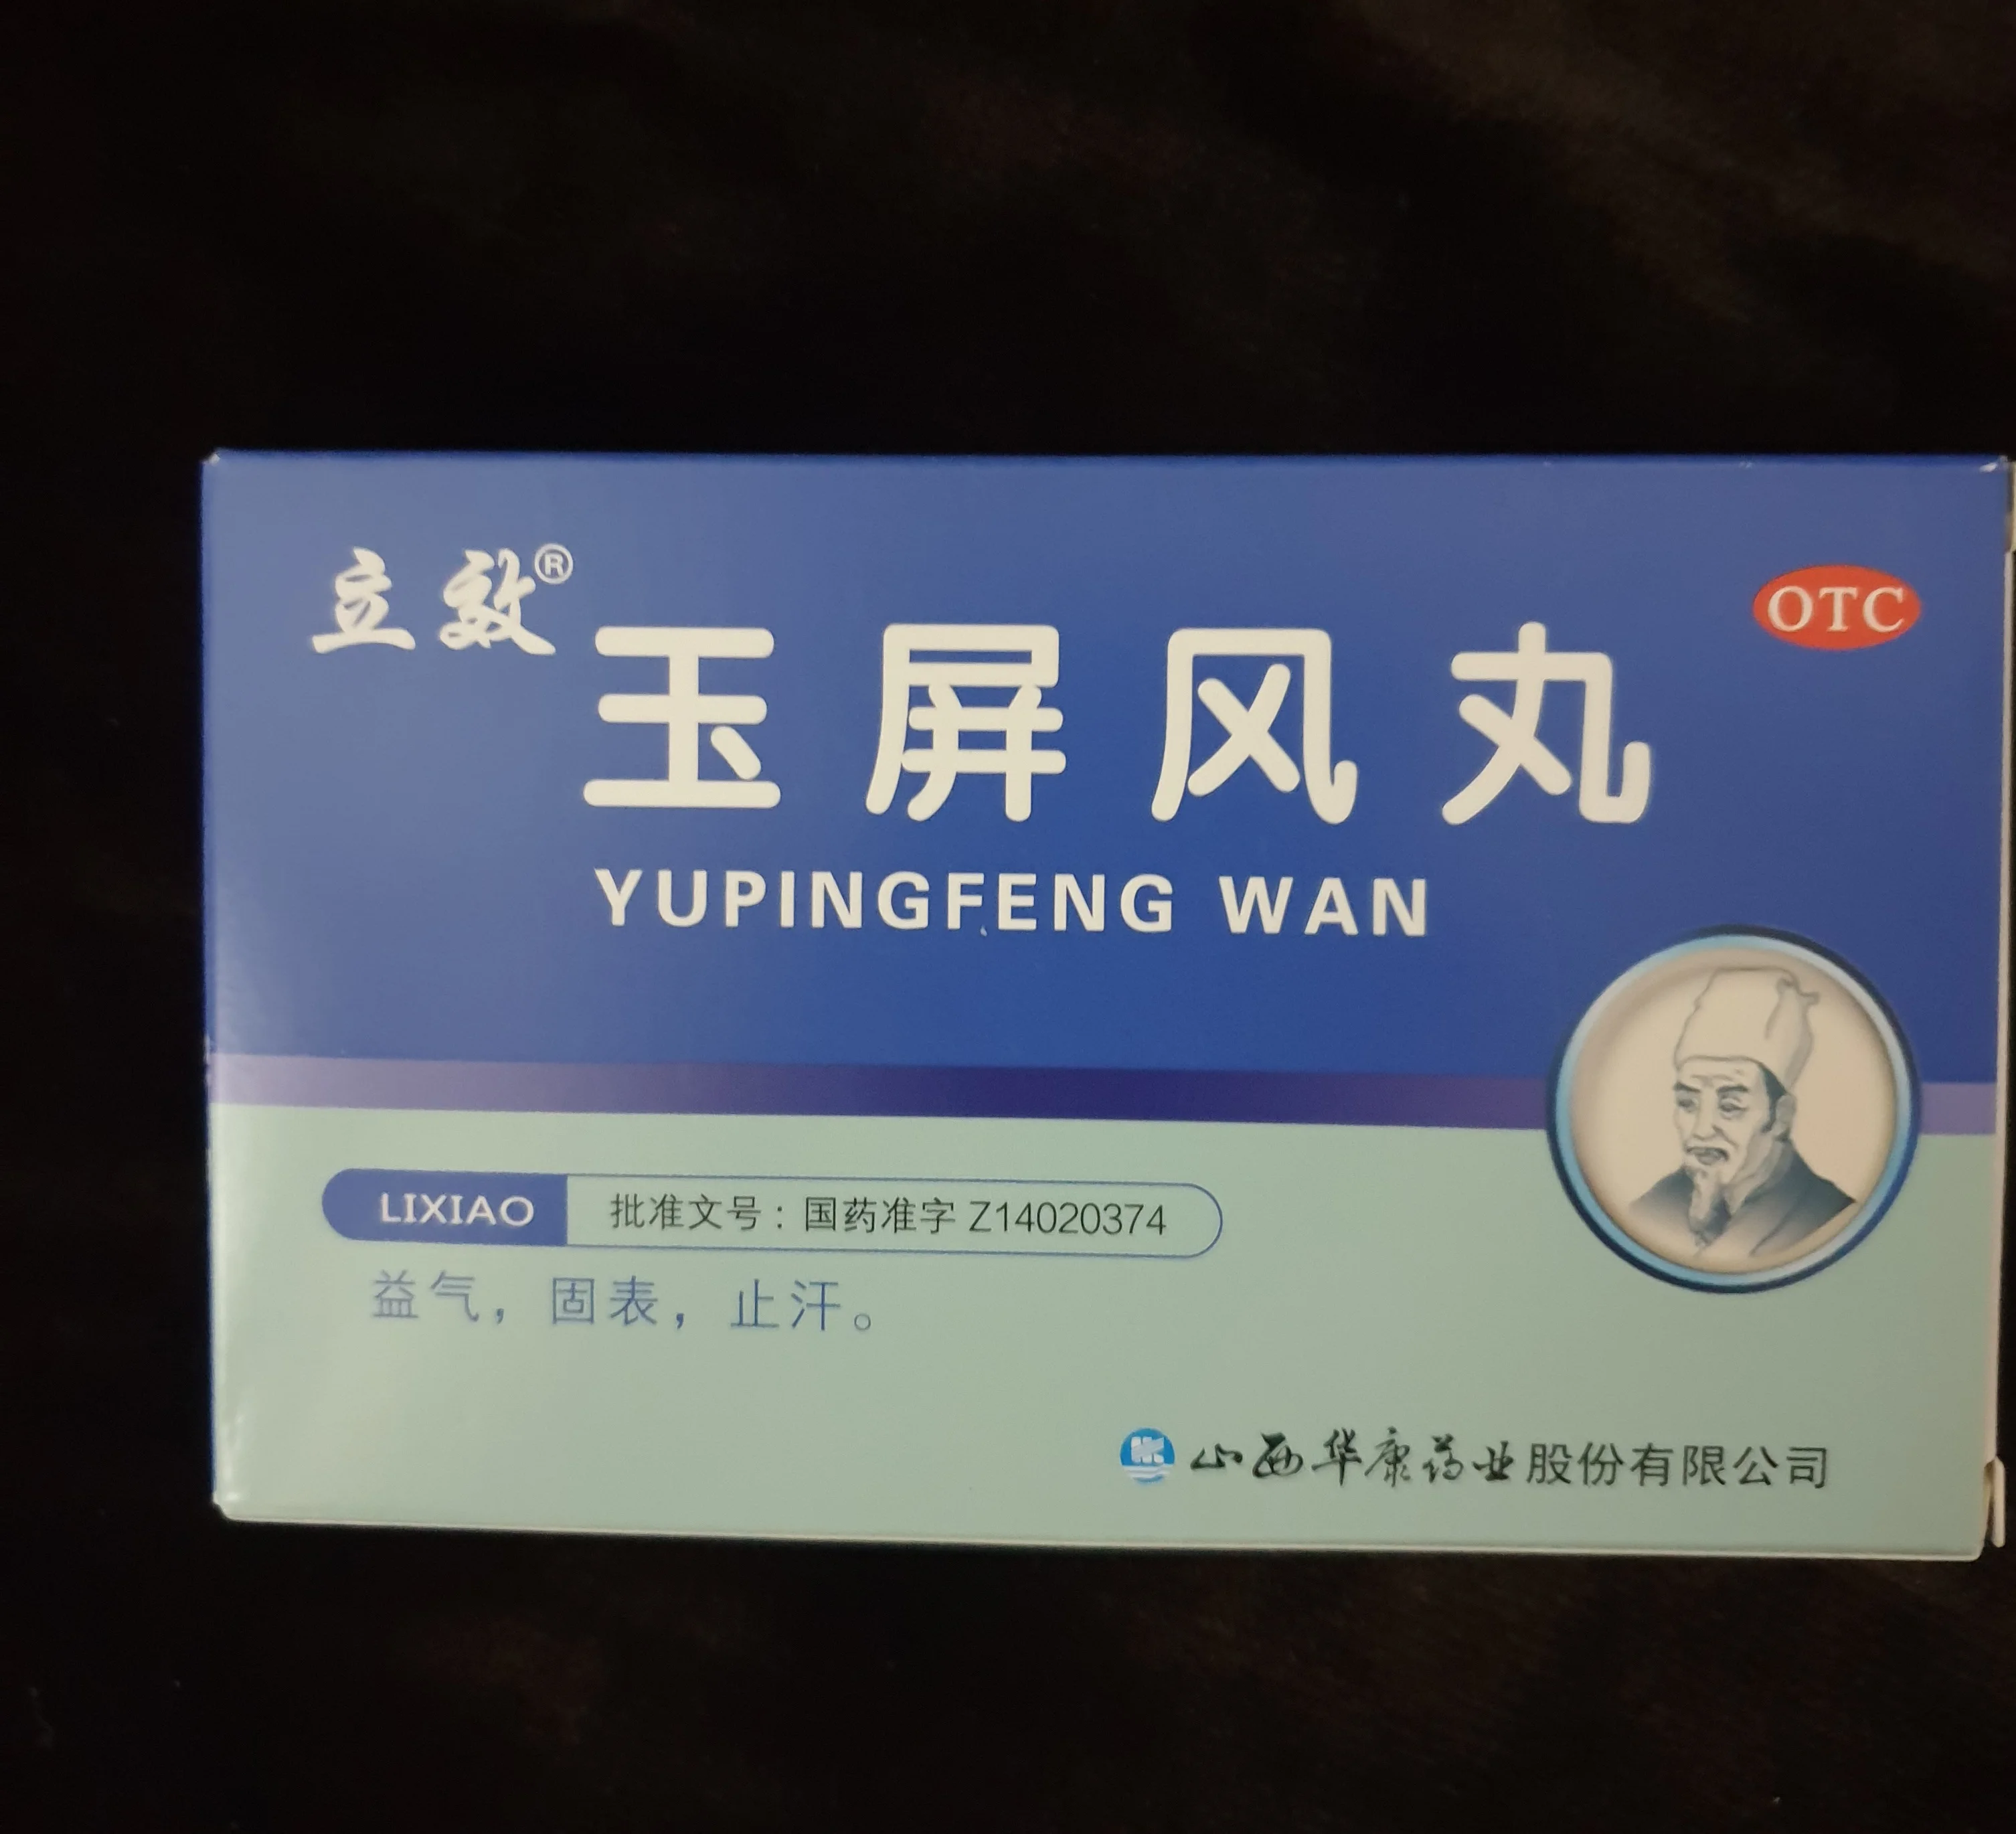 立效®
OTC
玉屏风丸
YUPINGFENG WAN
LIXIAO 批准文号：国药准字 Z14020374
益气，固表，止汗。
山西华康药业股份有限公司